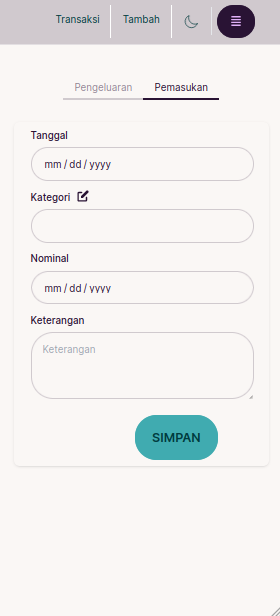 Transaksi Tambah
Pengeluaran Pemasukan
Tanggal
mm / dd / yyyy
Kategori
Nominal
mm / dd / yyyy
Keterangan
Keterangan
SIMPAN